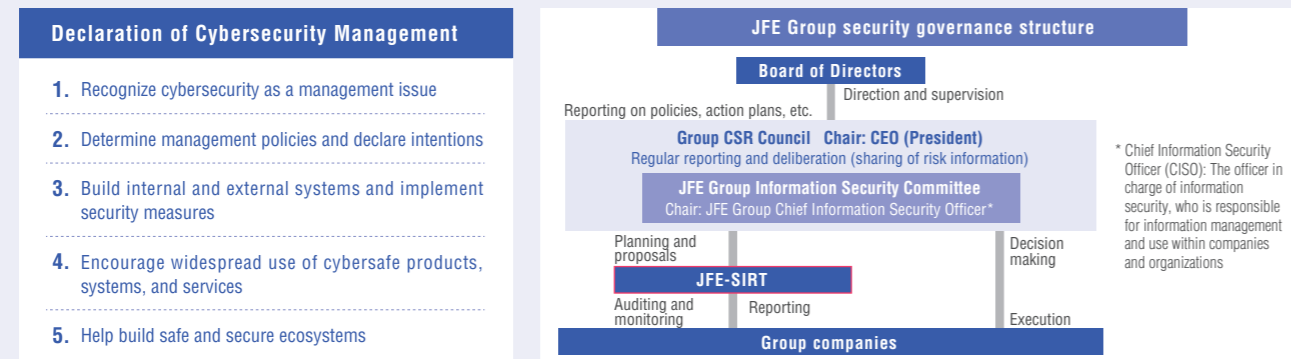 Declaration of Cybersecurity Management
1. Recognize cybersecurity as a management issue
2. Determine management policies and declare intentions
3. Build internal and external systems and implement
security measures
4. Encourage widespread use of cybersafe products,
systems, and services
5. Help build safe and secure ecosystems
JFE Group security governance structure
Board of Directors
Direction and supervision
Reporting on policies, action plans, etc.
Group CSR Council Chair: CEO (President)
Regular reporting and deliberation (sharing of risk information)
JFE Group Information Security Committee
Chair: JFE Group Chief Information Security Officer*
Planning and
proposals
Decision
making
JFE-SIRT
Auditing and
monitoring
Reporting
Execution
Group companies
* Chief Information Security
Officer (CISO): The officer in
charge of information
security, who is responsible
for information management
and use within companies
and organizations